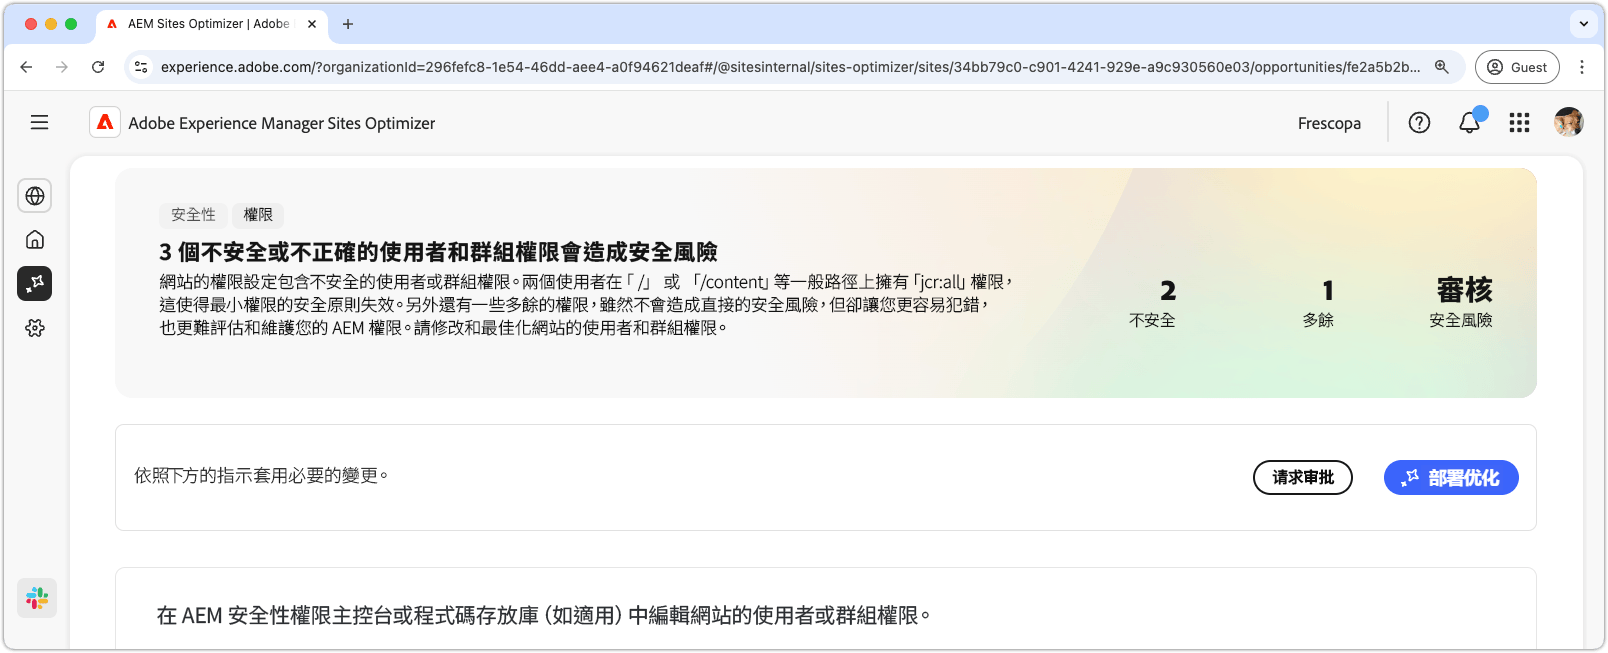 AEM Sites Optimizer | Adobe
experience.adobe.com/?organizationId=296fefc8-1e54-46dd-aee4-a0f94621deaf#/@sitesinternal/sites-optimizer/sites/34bb79c0-c901-4241-929e-a9c930560e03/opportunities/fe2a5b2b...
Guest
Adobe Experience Manager Sites Optimizer
Frescopa
安全性 權限
3 個不安全或不正確的使用者和群組權限會造成安全風險
網站的權限設定包含不安全的使用者或群組權限。兩個使用者在「/」 或 「/content」等一般路徑上擁有「jcr:all」權限，
這使得最小權限的安全原則失效。另外還有一些多餘的權限，雖然不會造成直接的安全風險，但卻讓您更容易犯錯，
也更難評估和維護您的 AEM 權限。請修改和最佳化網站的使用者和群組權限。
2
不安全
1
多餘
審核
安全風險
依照下方的指示套用必要的變更。
请求审批
部署优化
在 AEM 安全性權限主控台或程式碼存放庫（如適用）中編輯網站的使用者或群組權限。